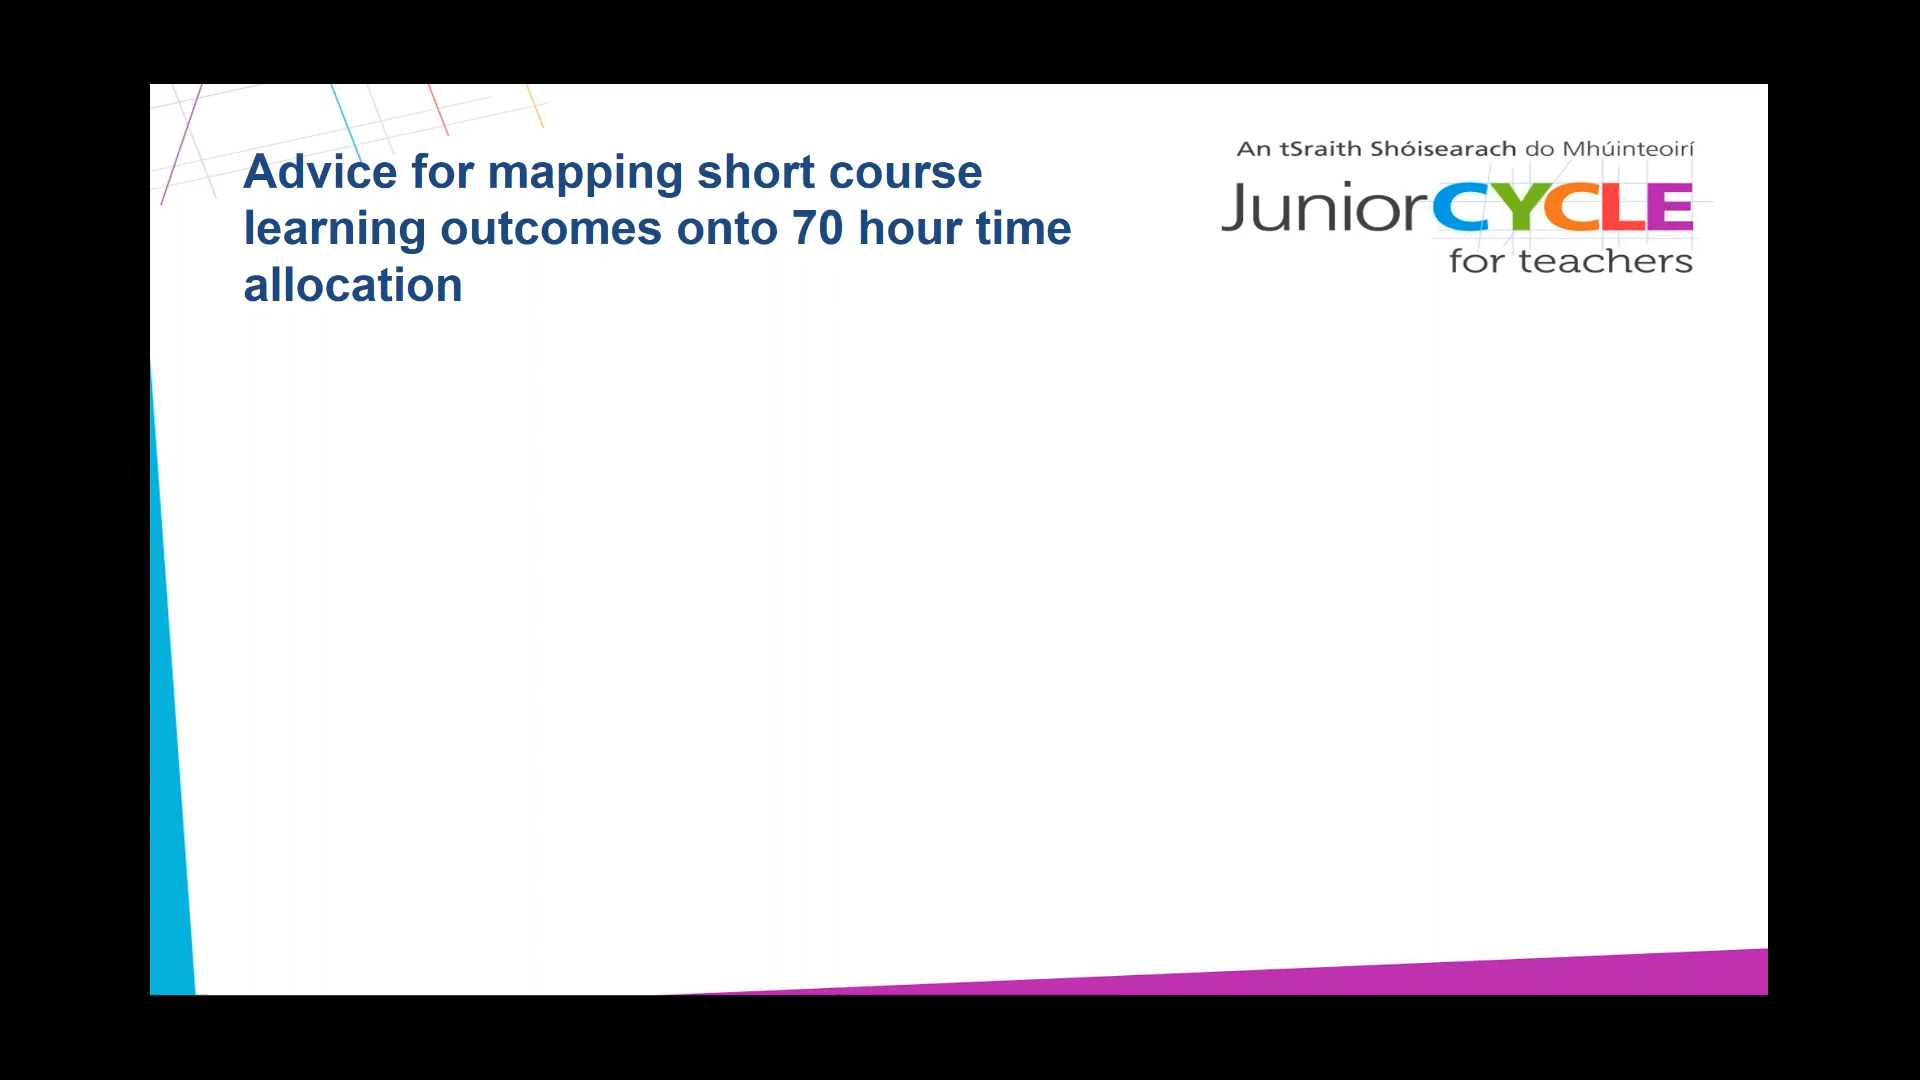 Advice for mapping short course
learning outcomes onto 70 hour time
allocation
An tSraith Shóisearach do Mhúinteoirí
JuniorCYCLE
for teachers